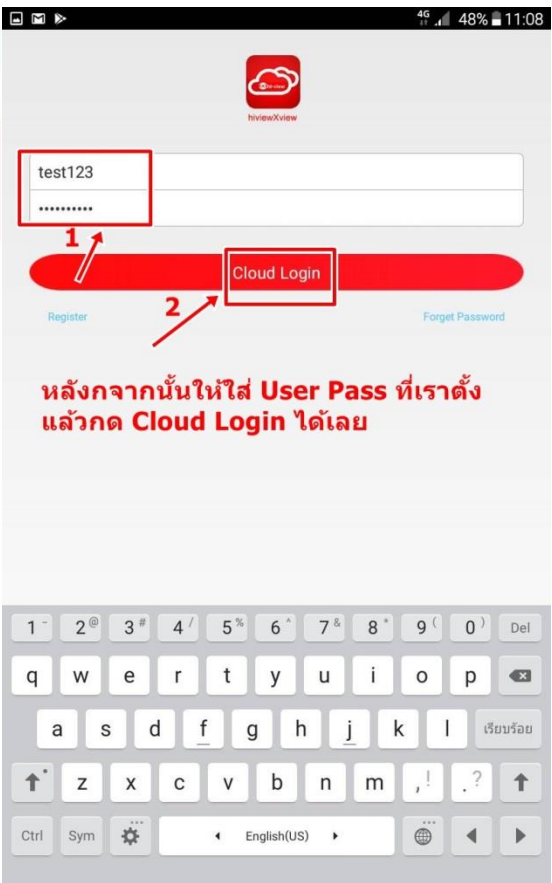 4G 48% 11:08
hiviewXview
test123
••••••••••
1
Cloud Login
2
Register Forget Password
หลังกจากนั้นให้ใส่ User Pass ที่เราตั้ง
แล้วกด Cloud Login ได้เลย
1 - 2 @ 3 # 4 / 5 % 6 ^ 7 & 8 * 9 ( 0 ) Del
q w e r t y u i o p
a s d f g h j k l เรียบร้อย
z x c v b n m , ! . ?
Ctrl Sym English(US)